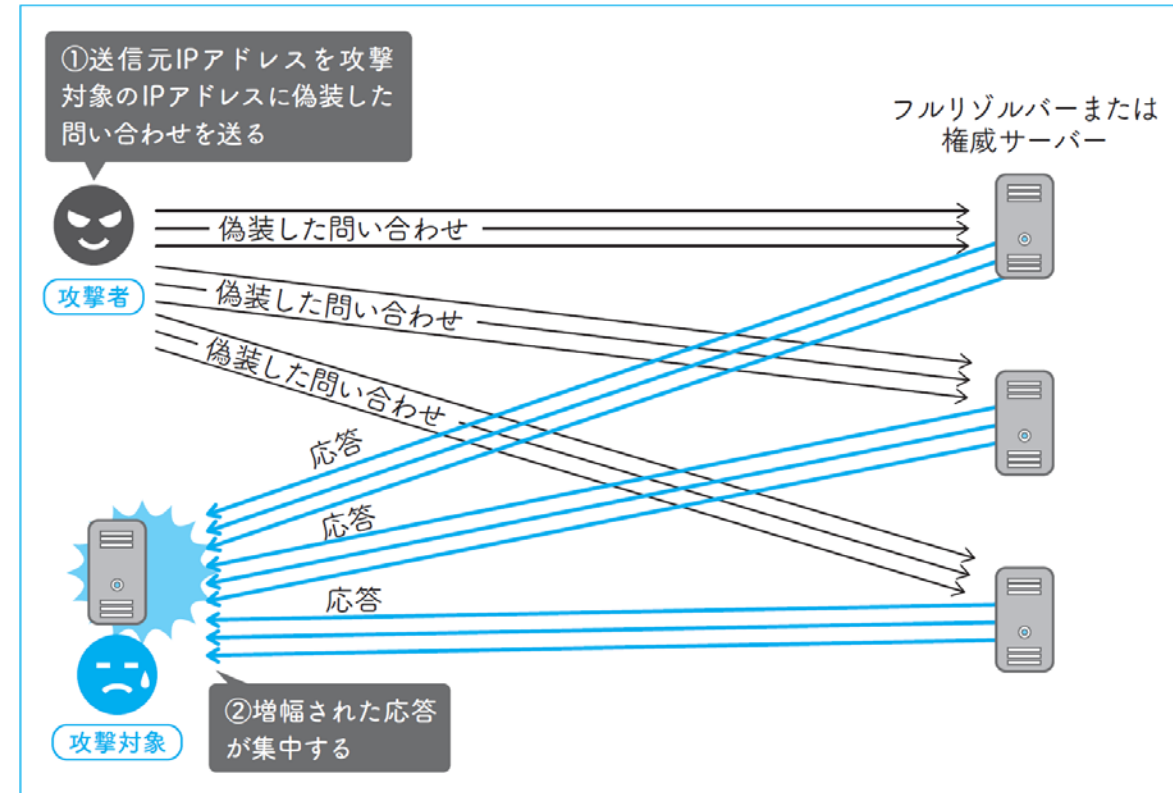 ①送信元IPアドレスを攻撃
対象のIPアドレスに偽装した
問い合わせを送る
フルリゾルバーまたは
権威サーバー
偽装した問い合わせ
攻撃者
偽装した問い合わせ
偽装した問い合わせ
応答
応答
応答
②増幅された応答
が集中する
攻撃対象